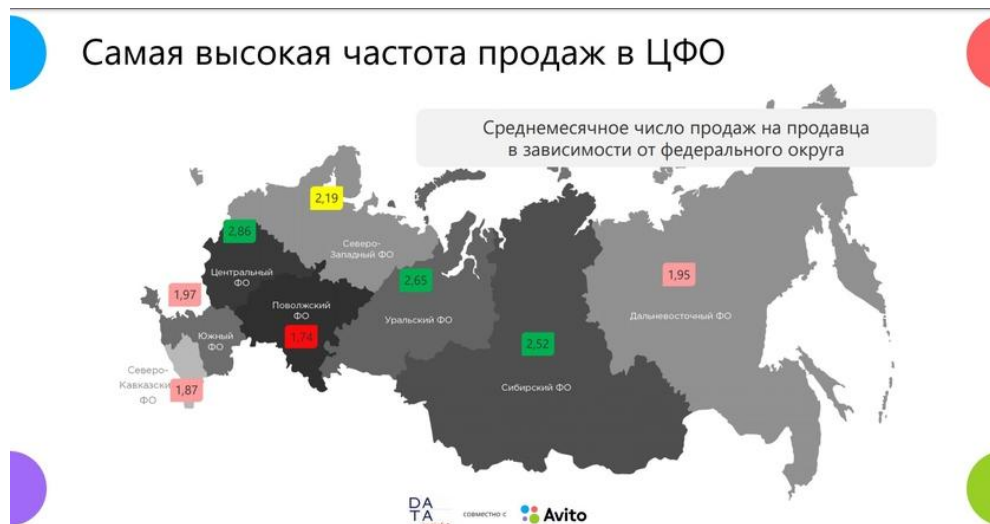 Самая высокая частота продаж в ЦФО
Среднемесячное число продаж на продавца
в зависимости от федерального округа
2,19
2,86
Северо-
Западный ФО
Центральный
ФО
2,65
1,95
1,97
Поволжский
ФО
Уральский ФО
Дальневосточный ФО
Южный
ФО
1,74
2,52
Северо-
Кавказски
ФО
1,87
Сибирский ФО
DA
TA
совместно с
Avito